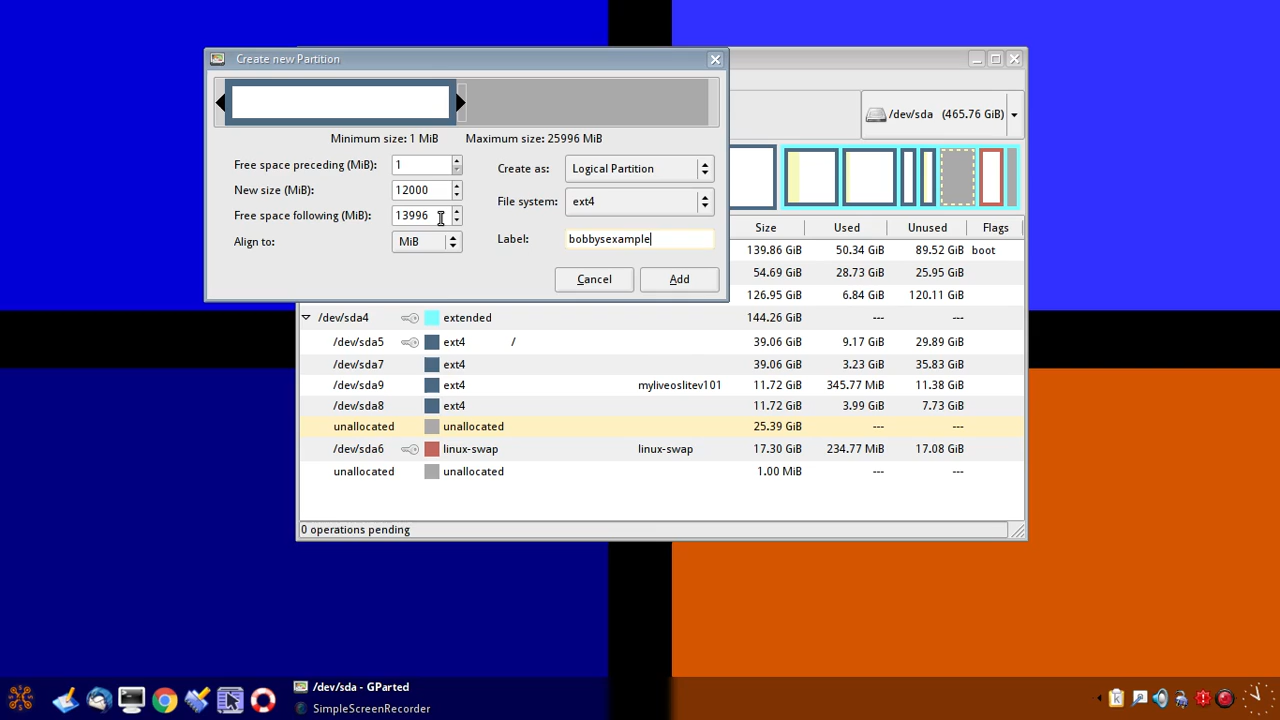 Create new Partition
Minimum size: 1 MiB Maximum size: 25996 MiB
Free space preceding (MiB): 1
New size (MiB): 12000
Free space following (MiB): 13996
Align to: MiB
Create as: Logical Partition
File system: ext4
Label: bobbysexample
Cancel Add
/dev/sda (465.76 GiB)
Size Used Unused Flags
139.86 GiB 50.34 GiB 89.52 GiB boot
54.69 GiB 28.73 GiB 25.95 GiB
126.95 GiB 6.84 GiB 120.11 GiB
/dev/sda4 extended 144.26 GiB --- ---
/dev/sda5 ext4 / 39.06 GiB 9.17 GiB 29.89 GiB
/dev/sda7 ext4 39.06 GiB 3.23 GiB 35.83 GiB
/dev/sda9 ext4 myliveoslitev101 11.72 GiB 345.77 MiB 11.38 GiB
/dev/sda8 ext4 11.72 GiB 3.99 GiB 7.73 GiB
unallocated unallocated 25.39 GiB --- ---
/dev/sda6 linux-swap linux-swap 17.30 GiB 234.77 MiB 17.08 GiB
unallocated unallocated 1.00 MiB --- ---
0 operations pending
/dev/sda - GParted
SimpleScreenRecorder